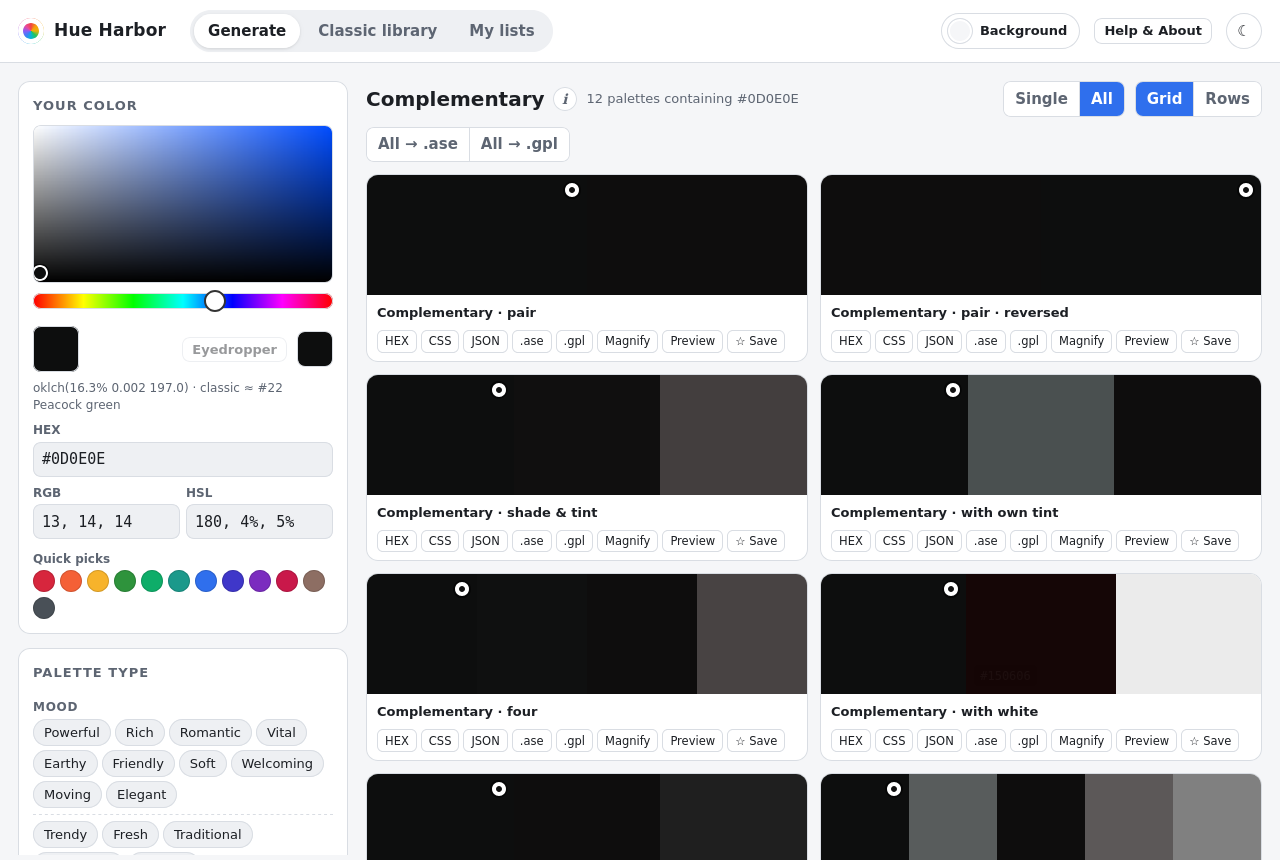 Hue Harbor
Generate
Classic library
My lists
Background
Help & About
YOUR COLOR
Eyedropper
oklch(16.3% 0.002 197.0) · classic ≈ #22
Peacock green
HEX
#0D0E0E
RGB
HSL
13, 14, 14
180, 4%, 5%
Quick picks
PALETTE TYPE
MOOD
Powerful
Rich
Romantic
Vital
Earthy
Friendly
Soft
Welcoming
Moving
Elegant
Trendy
Fresh
Traditional
Complementary
i
12 palettes containing #0D0E0E
Single
All
Grid
Rows
All → .ase
All → .gpl
Complementary · pair
HEX CSS JSON .ase .gpl Magnify Preview ☆ Save
Complementary · pair · reversed
HEX CSS JSON .ase .gpl Magnify Preview ☆ Save
Complementary · shade & tint
HEX CSS JSON .ase .gpl Magnify Preview ☆ Save
Complementary · with own tint
HEX CSS JSON .ase .gpl Magnify Preview ☆ Save
Complementary · four
HEX CSS JSON .ase .gpl Magnify Preview ☆ Save
#150606
Complementary · with white
HEX CSS JSON .ase .gpl Magnify Preview ☆ Save